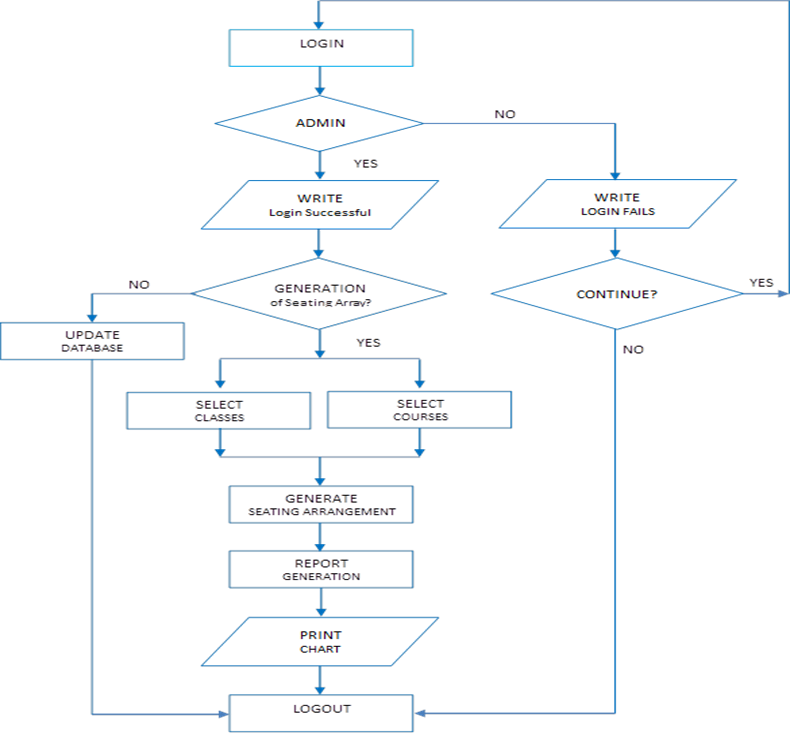 LOGIN
ADMIN
NO
YES
WRITE
Login Successful
WRITE
LOGIN FAILS
NO
GENERATION
of Seating Array?
CONTINUE?
YES
UPDATE
DATABASE
YES
NO
SELECT
CLASSES
SELECT
COURSES
GENERATE
SEATING ARRANGEMENT
REPORT
GENERATION
PRINT
CHART
LOGOUT